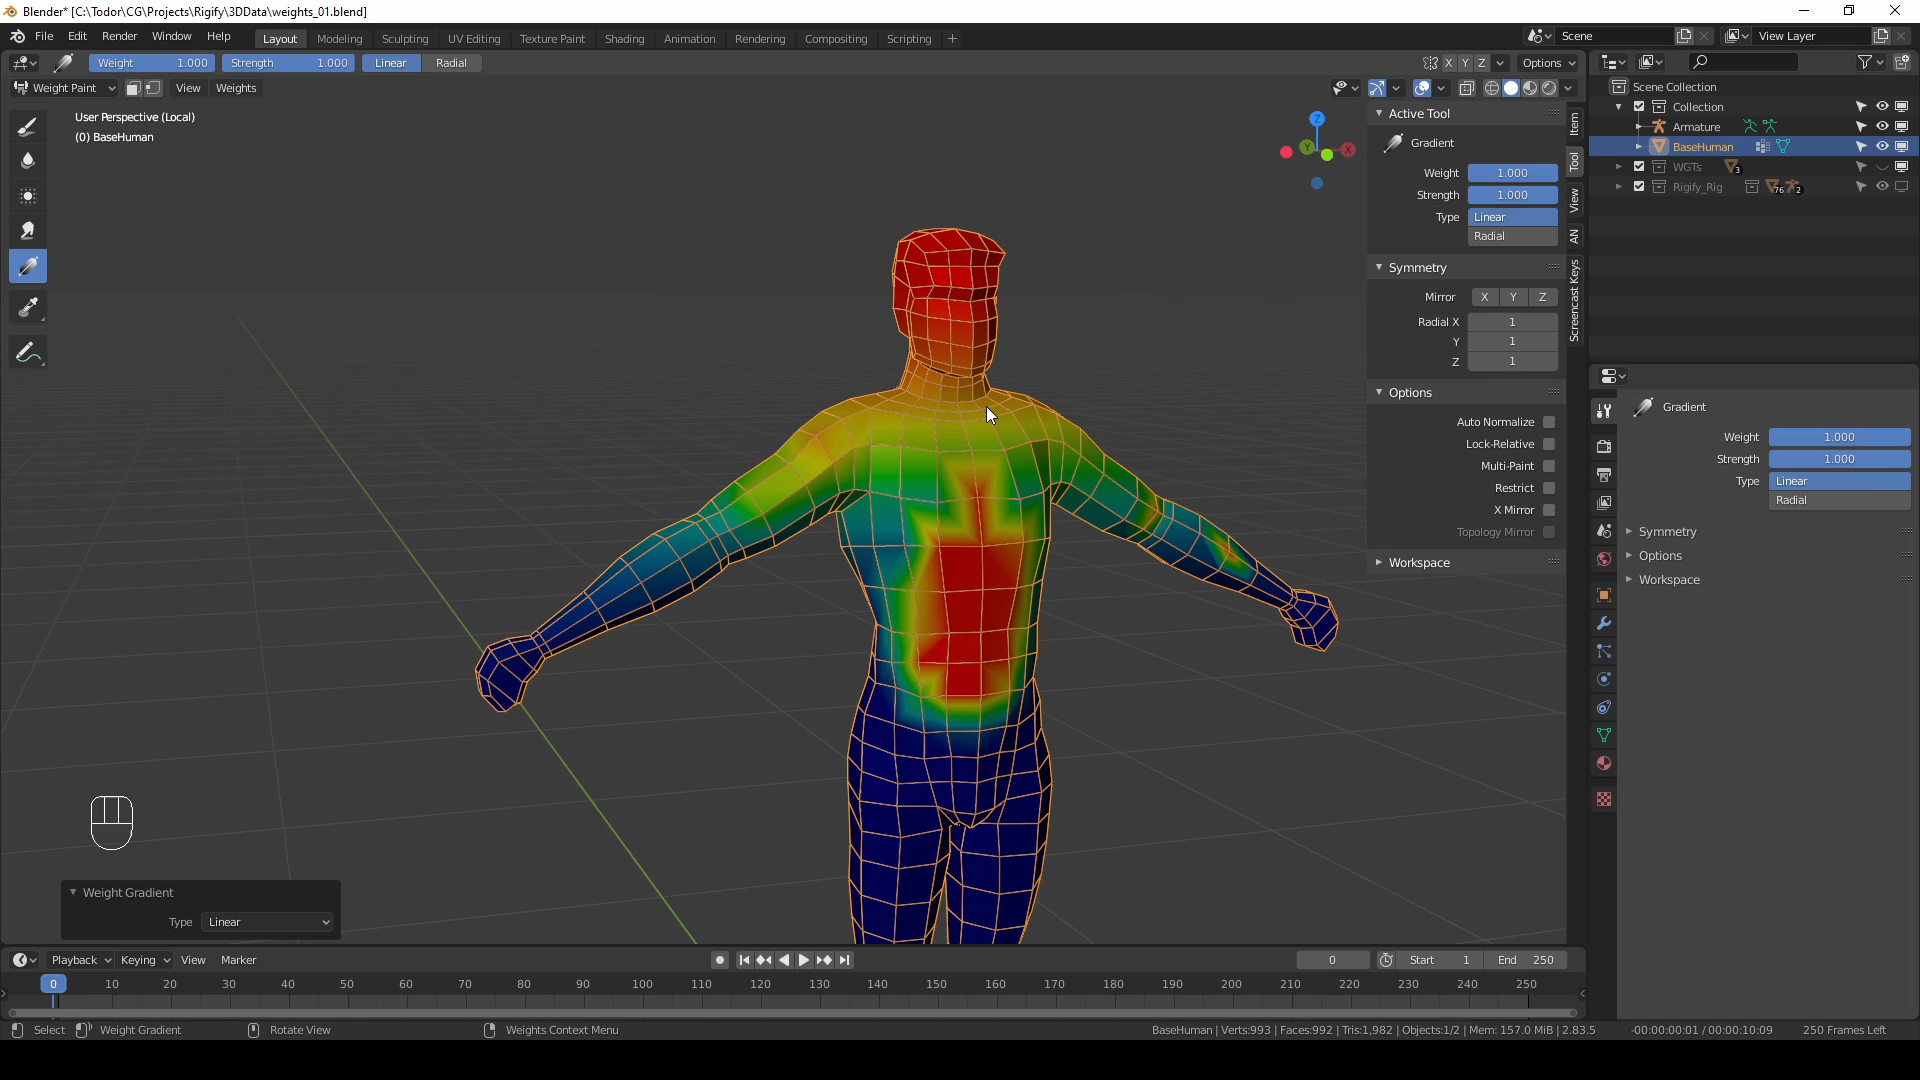 Blender* [C:\Todor\CG\Projects\Rigify\3DData\weights_01.blend]
File Edit Render Window Help Layout Modeling Sculpting UV Editing Texture Paint Shading Animation Rendering Compositing Scripting + Scene View Layer
Weight 1.000 Strength 1.000 Linear Radial X Y Z Options
Weight Paint View Weights
User Perspective (Local)
(0) BaseHuman
Z
Y
X
Active Tool
Gradient
Weight 1.000
Strength 1.000
Type Linear
Radial
Symmetry
Mirror X Y Z
Radial X 1
Y 1
Z 1
Options
Auto Normalize
Lock-Relative
Multi-Paint
Restrict
X Mirror
Topology Mirror
Workspace
Item
Tool
View
AN
Screencast Keys
Scene Collection
Collection
Armature
BaseHuman
WGTs 3
Rigify_Rig 76 2
Gradient
Weight 1.000
Strength 1.000
Type Linear
Radial
Symmetry
Options
Workspace
Weight Gradient
Type Linear
Playback Keying View Marker 0 Start 1 End 250
0 10 20 30 40 50 60 70 80 90 100 110 120 130 140 150 160 170 180 190 200 210 220 230 240 250
Select Weight Gradient Rotate View Weights Context Menu BaseHuman | Verts:993 | Faces:992 | Tris:1,982 | Objects:1/2 | Mem: 157.0 MiB | 2.83.5 -00:00:00:01 / 00:00:10:09 250 Frames Left